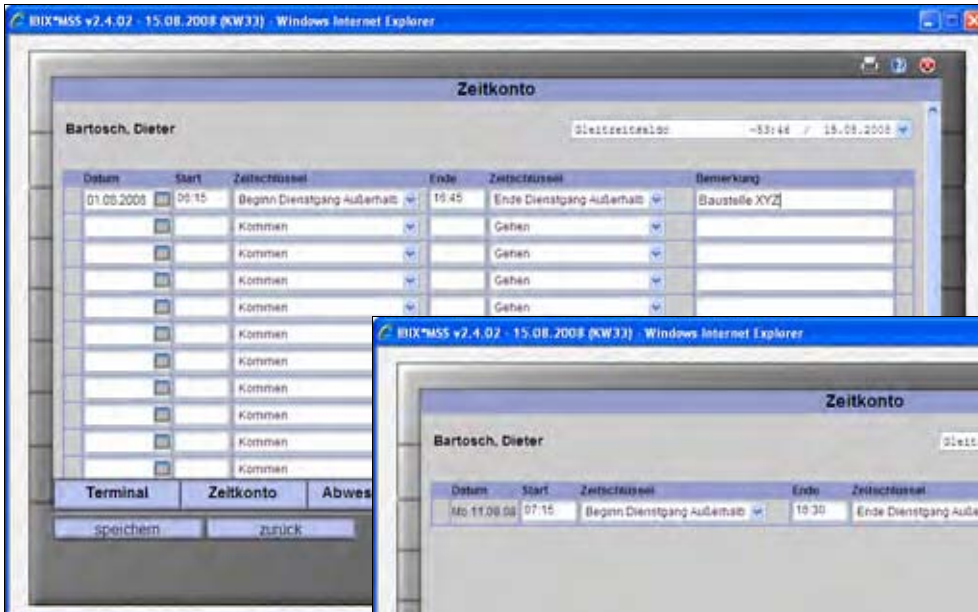 IBIX*MSS v2.4.02 - 15.08.2008 (KW33) - Windows Internet Explorer
Zeitkonto
Bartosch, Dieter
Gleitzeitsaldo -53:46 / 15.08.2008
Datum Start Zeitschlüssel Ende Zeitschlüssel Bemerkung
01.08.2008 06:15 Beginn Dienstgang Außerhalb 16:45 Ende Dienstgang Außerhalb Baustelle XYZ
Kommen Gehen
Kommen Gehen
Kommen Gehen
Kommen Gehen
Kommen
Kommen
Kommen
Kommen
Kommen
Kommen
Terminal Zeitkonto Abwes
speichern zurück
IBIX*MSS v2.4.02 - 15.08.2008 (KW33) - Windows Internet Explorer
Zeitkonto
Bartosch, Dieter
Gleit
Datum Start Zeitschlüssel Ende Zeitschlüssel
Mo 11.08.08 07:15 Beginn Dienstgang Außerhalb 16:30 Ende Dienstgang Auße